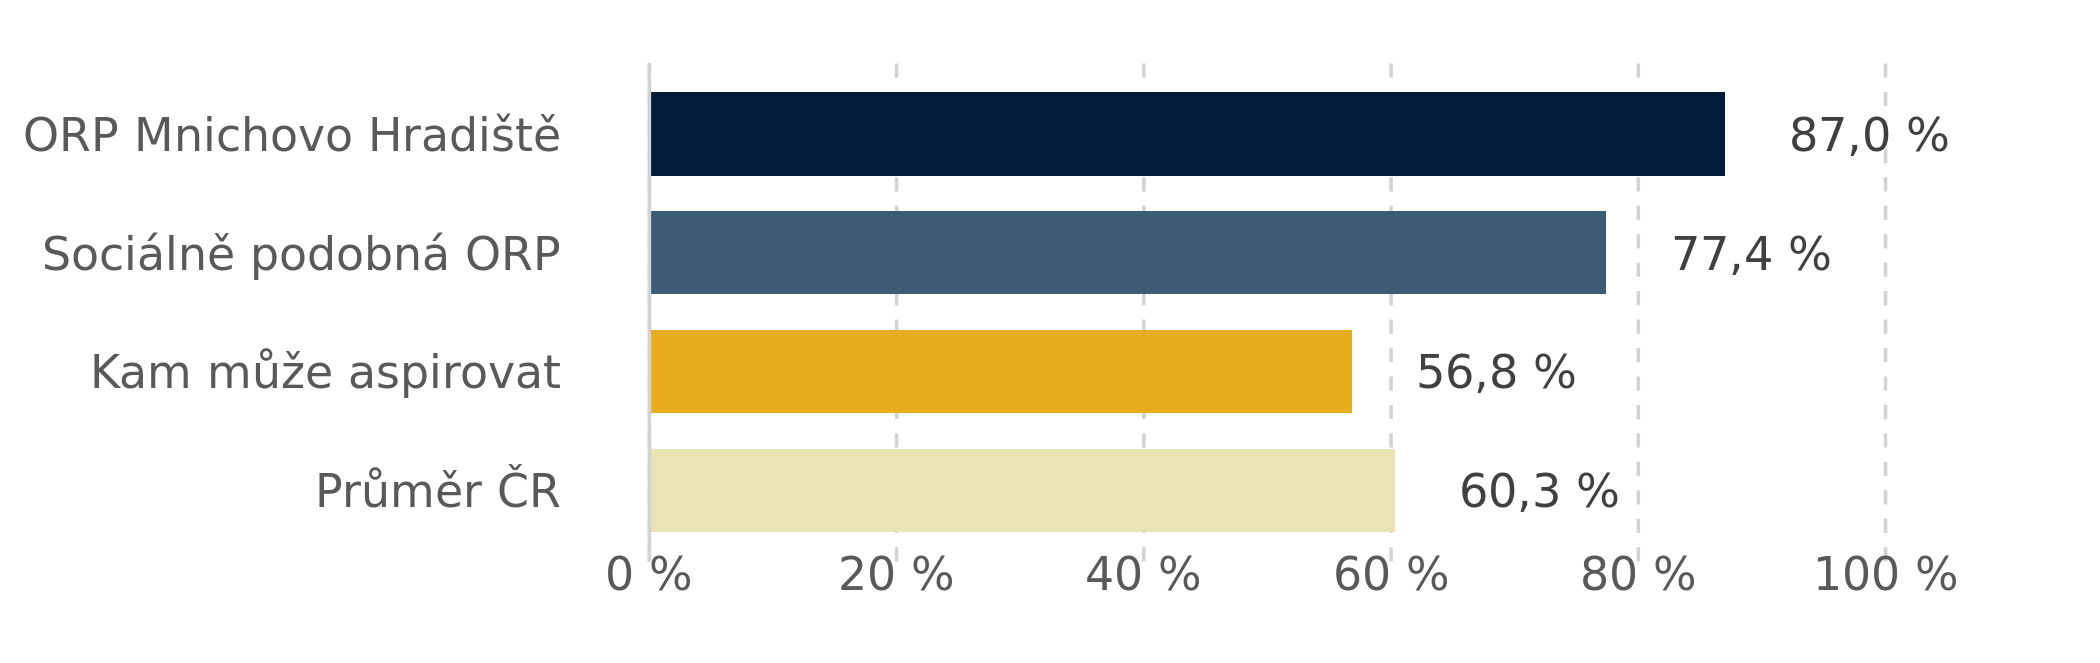 ORP Mnichovo Hradiště 87,0 %
Sociálně podobná ORP 77,4 %
Kam může aspirovat 56,8 %
Průměr ČR 60,3 %
0 % 20 % 40 % 60 % 80 % 100 %